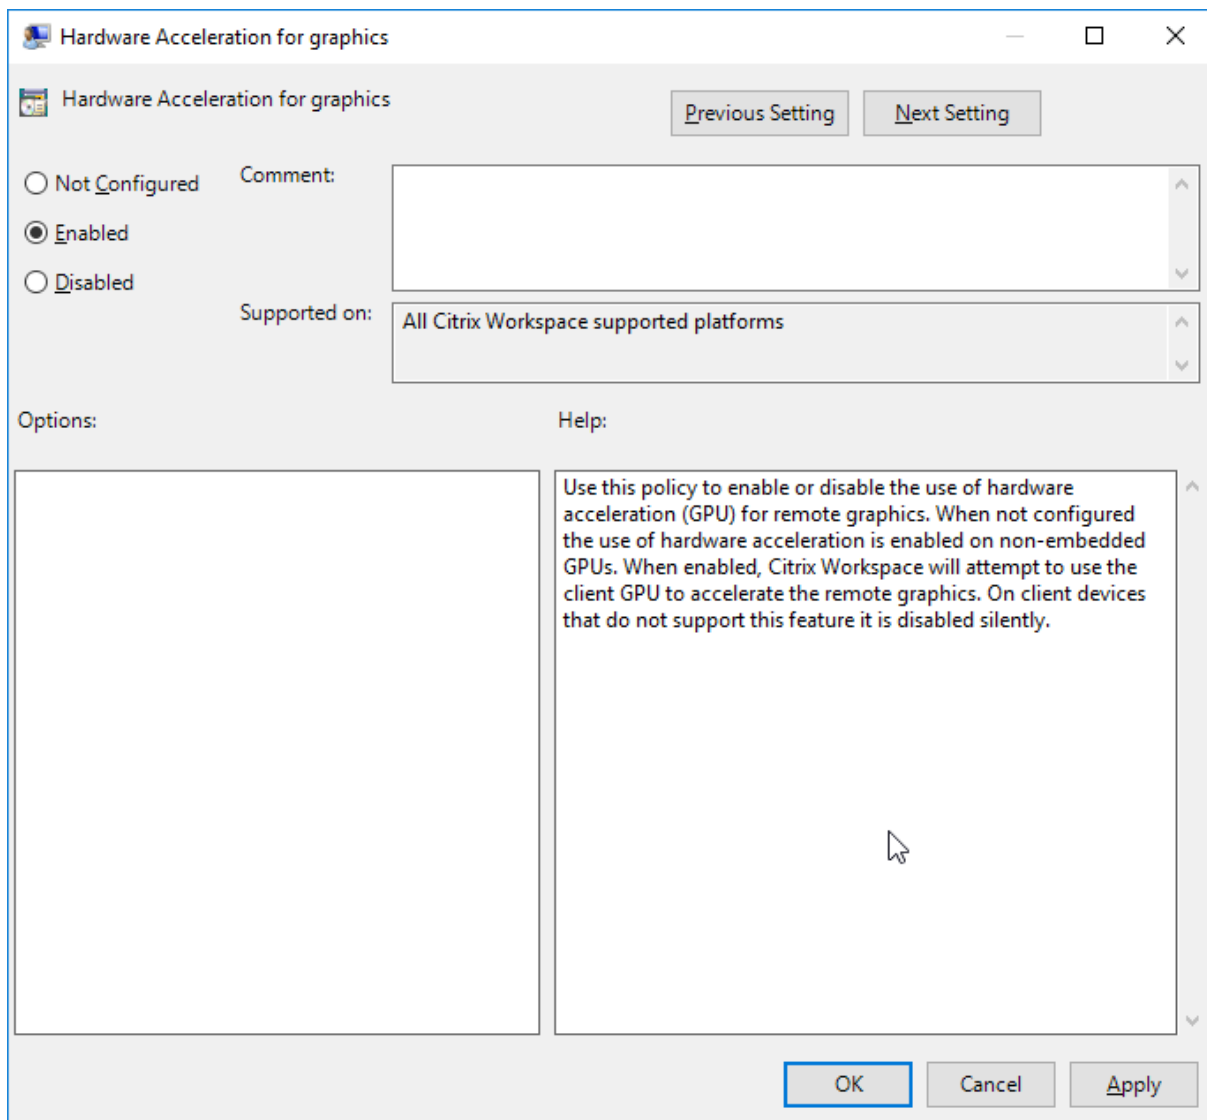 Hardware Acceleration for graphics
Hardware Acceleration for graphics
Previous Setting
Next Setting
Not Configured
Comment:
Enabled
Disabled
Supported on:
All Citrix Workspace supported platforms
Options:
Help:
Use this policy to enable or disable the use of hardware
acceleration (GPU) for remote graphics. When not configured
the use of hardware acceleration is enabled on non-embedded
GPUs. When enabled, Citrix Workspace will attempt to use the
client GPU to accelerate the remote graphics. On client devices
that do not support this feature it is disabled silently.
OK
Cancel
Apply